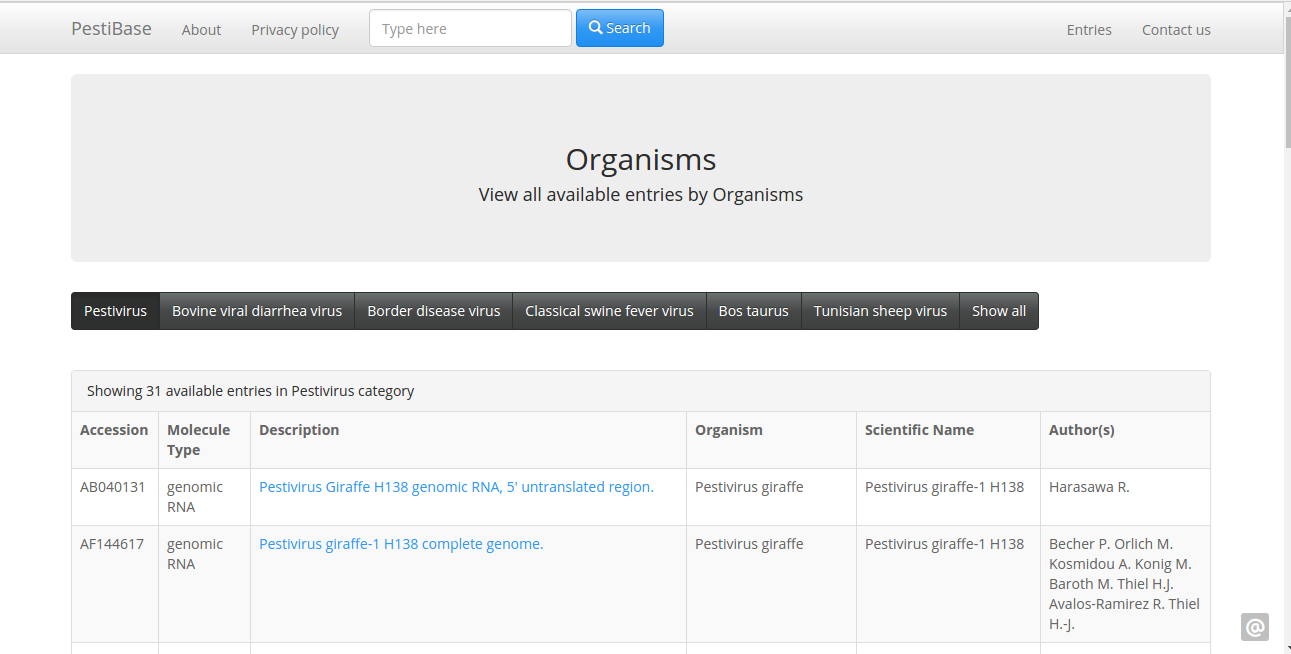 PestiBase About Privacy policy Type here Search Entries Contact us
Organisms
View all available entries by Organisms
Pestivirus Bovine viral diarrhea virus Border disease virus Classical swine fever virus Bos taurus Tunisian sheep virus Show all
Showing 31 available entries in Pestivirus category
Accession Molecule Type Description Organism Scientific Name Author(s)
AB040131 genomic RNA Pestivirus Giraffe H138 genomic RNA, 5' untranslated region. Pestivirus giraffe Pestivirus giraffe-1 H138 Harasawa R.
AF144617 genomic RNA Pestivirus giraffe-1 H138 complete genome. Pestivirus giraffe Pestivirus giraffe-1 H138 Becher P. Orlich M.
Kosmidou A. Konig M.
Baroth M. Thiel H.J.
Avalos-Ramirez R. Thiel
H.-J.
@